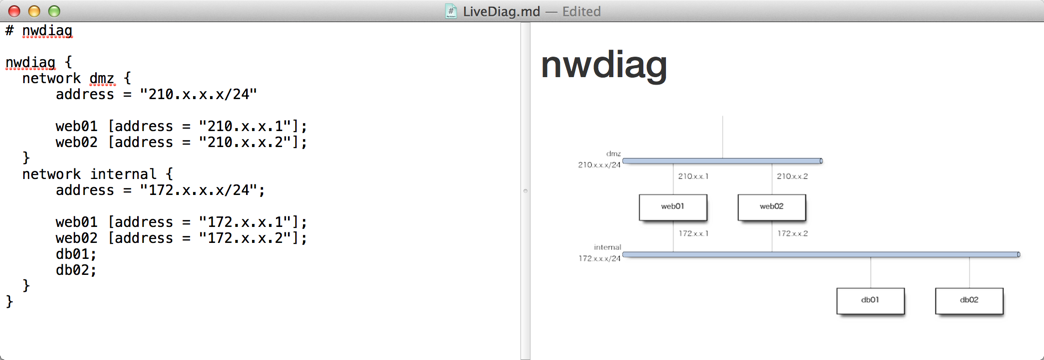 LiveDiag.md — Edited
# nwdiag
nwdiag {
network dmz {
address = "210.x.x.x/24"
web01 [address = "210.x.x.1"];
web02 [address = "210.x.x.2"];
}
network internal {
address = "172.x.x.x/24";
web01 [address = "172.x.x.1"];
web02 [address = "172.x.x.2"];
db01;
db02;
}
}
nwdiag
dmz
210.x.x.x/24
210.x.x.1
210.x.x.2
web01
web02
172.x.x.1
172.x.x.2
internal
172.x.x.x/24
db01
db02